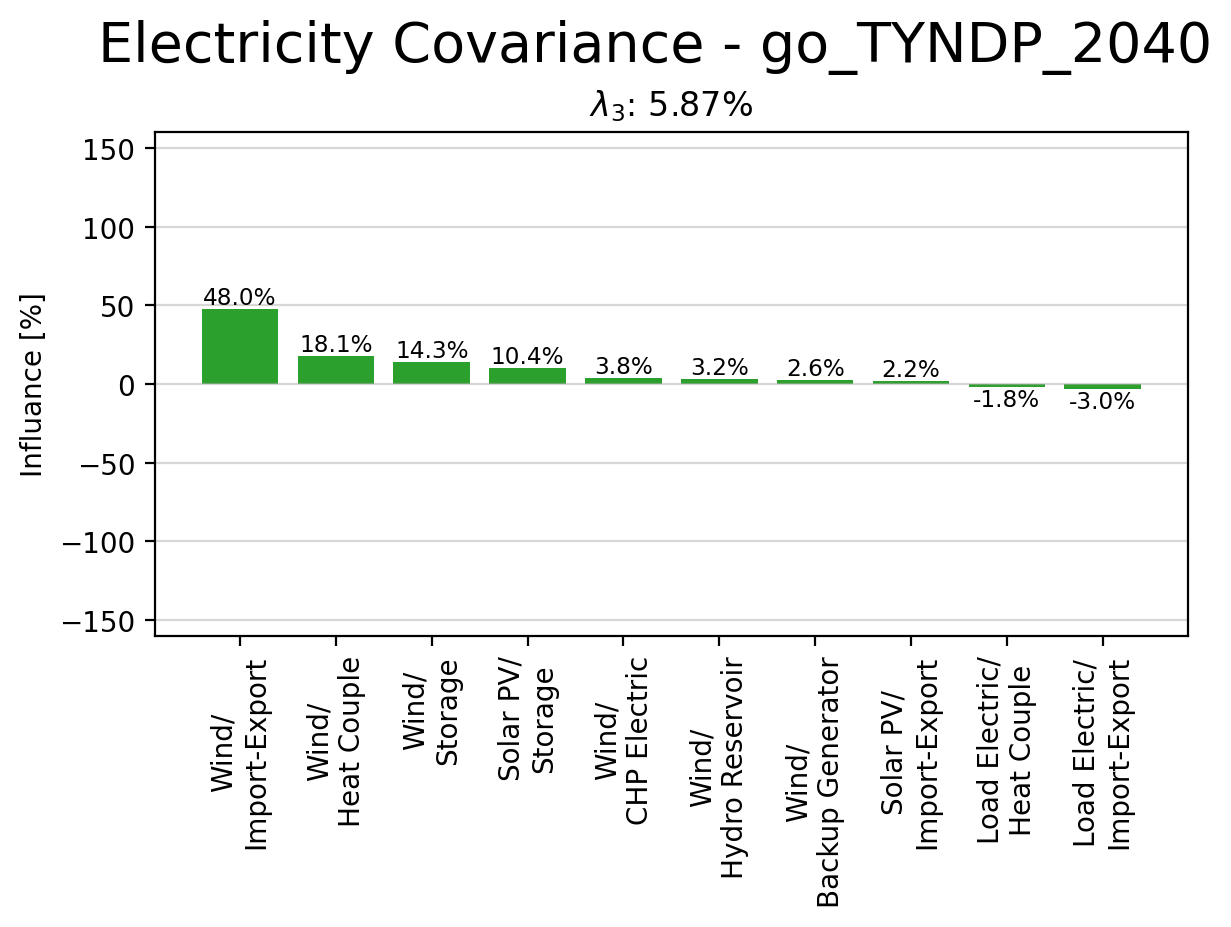 Electricity Covariance - go_TYNDP_2040
λ₃: 5.87%
Influance [%]
150
100
50
0
−50
−100
−150
48.0%
18.1%
14.3%
10.4%
3.8%
3.2%
2.6%
2.2%
-1.8%
-3.0%
Wind/
Import-Export
Wind/
Heat Couple
Wind/
Storage
Solar PV/
Storage
Wind/
CHP Electric
Wind/
Hydro Reservoir
Wind/
Backup Generator
Solar PV/
Import-Export
Load Electric/
Heat Couple
Load Electric/
Import-Export